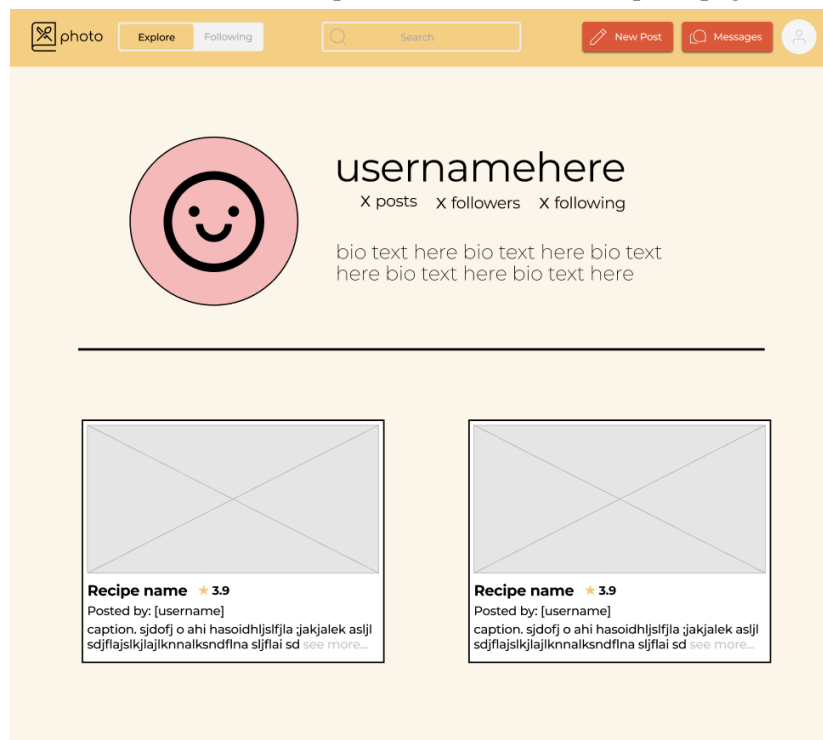 photo
Explore
Following
Search
New Post
Messages
usernamehere
X posts X followers X following
bio text here bio text here bio text
here bio text here bio text here
Recipe name ★ 3.9
Posted by: [username]
caption. sjdofj o ahi hasoidhljslfjla ;jakjalek asljl
sdjflajslkjlajlknnalksndflna sljflai sd see more...
Recipe name ★ 3.9
Posted by: [username]
caption. sjdofj o ahi hasoidhljslfjla ;jakjalek asljl
sdjflajslkjlajlknnalksndflna sljflai sd see more...